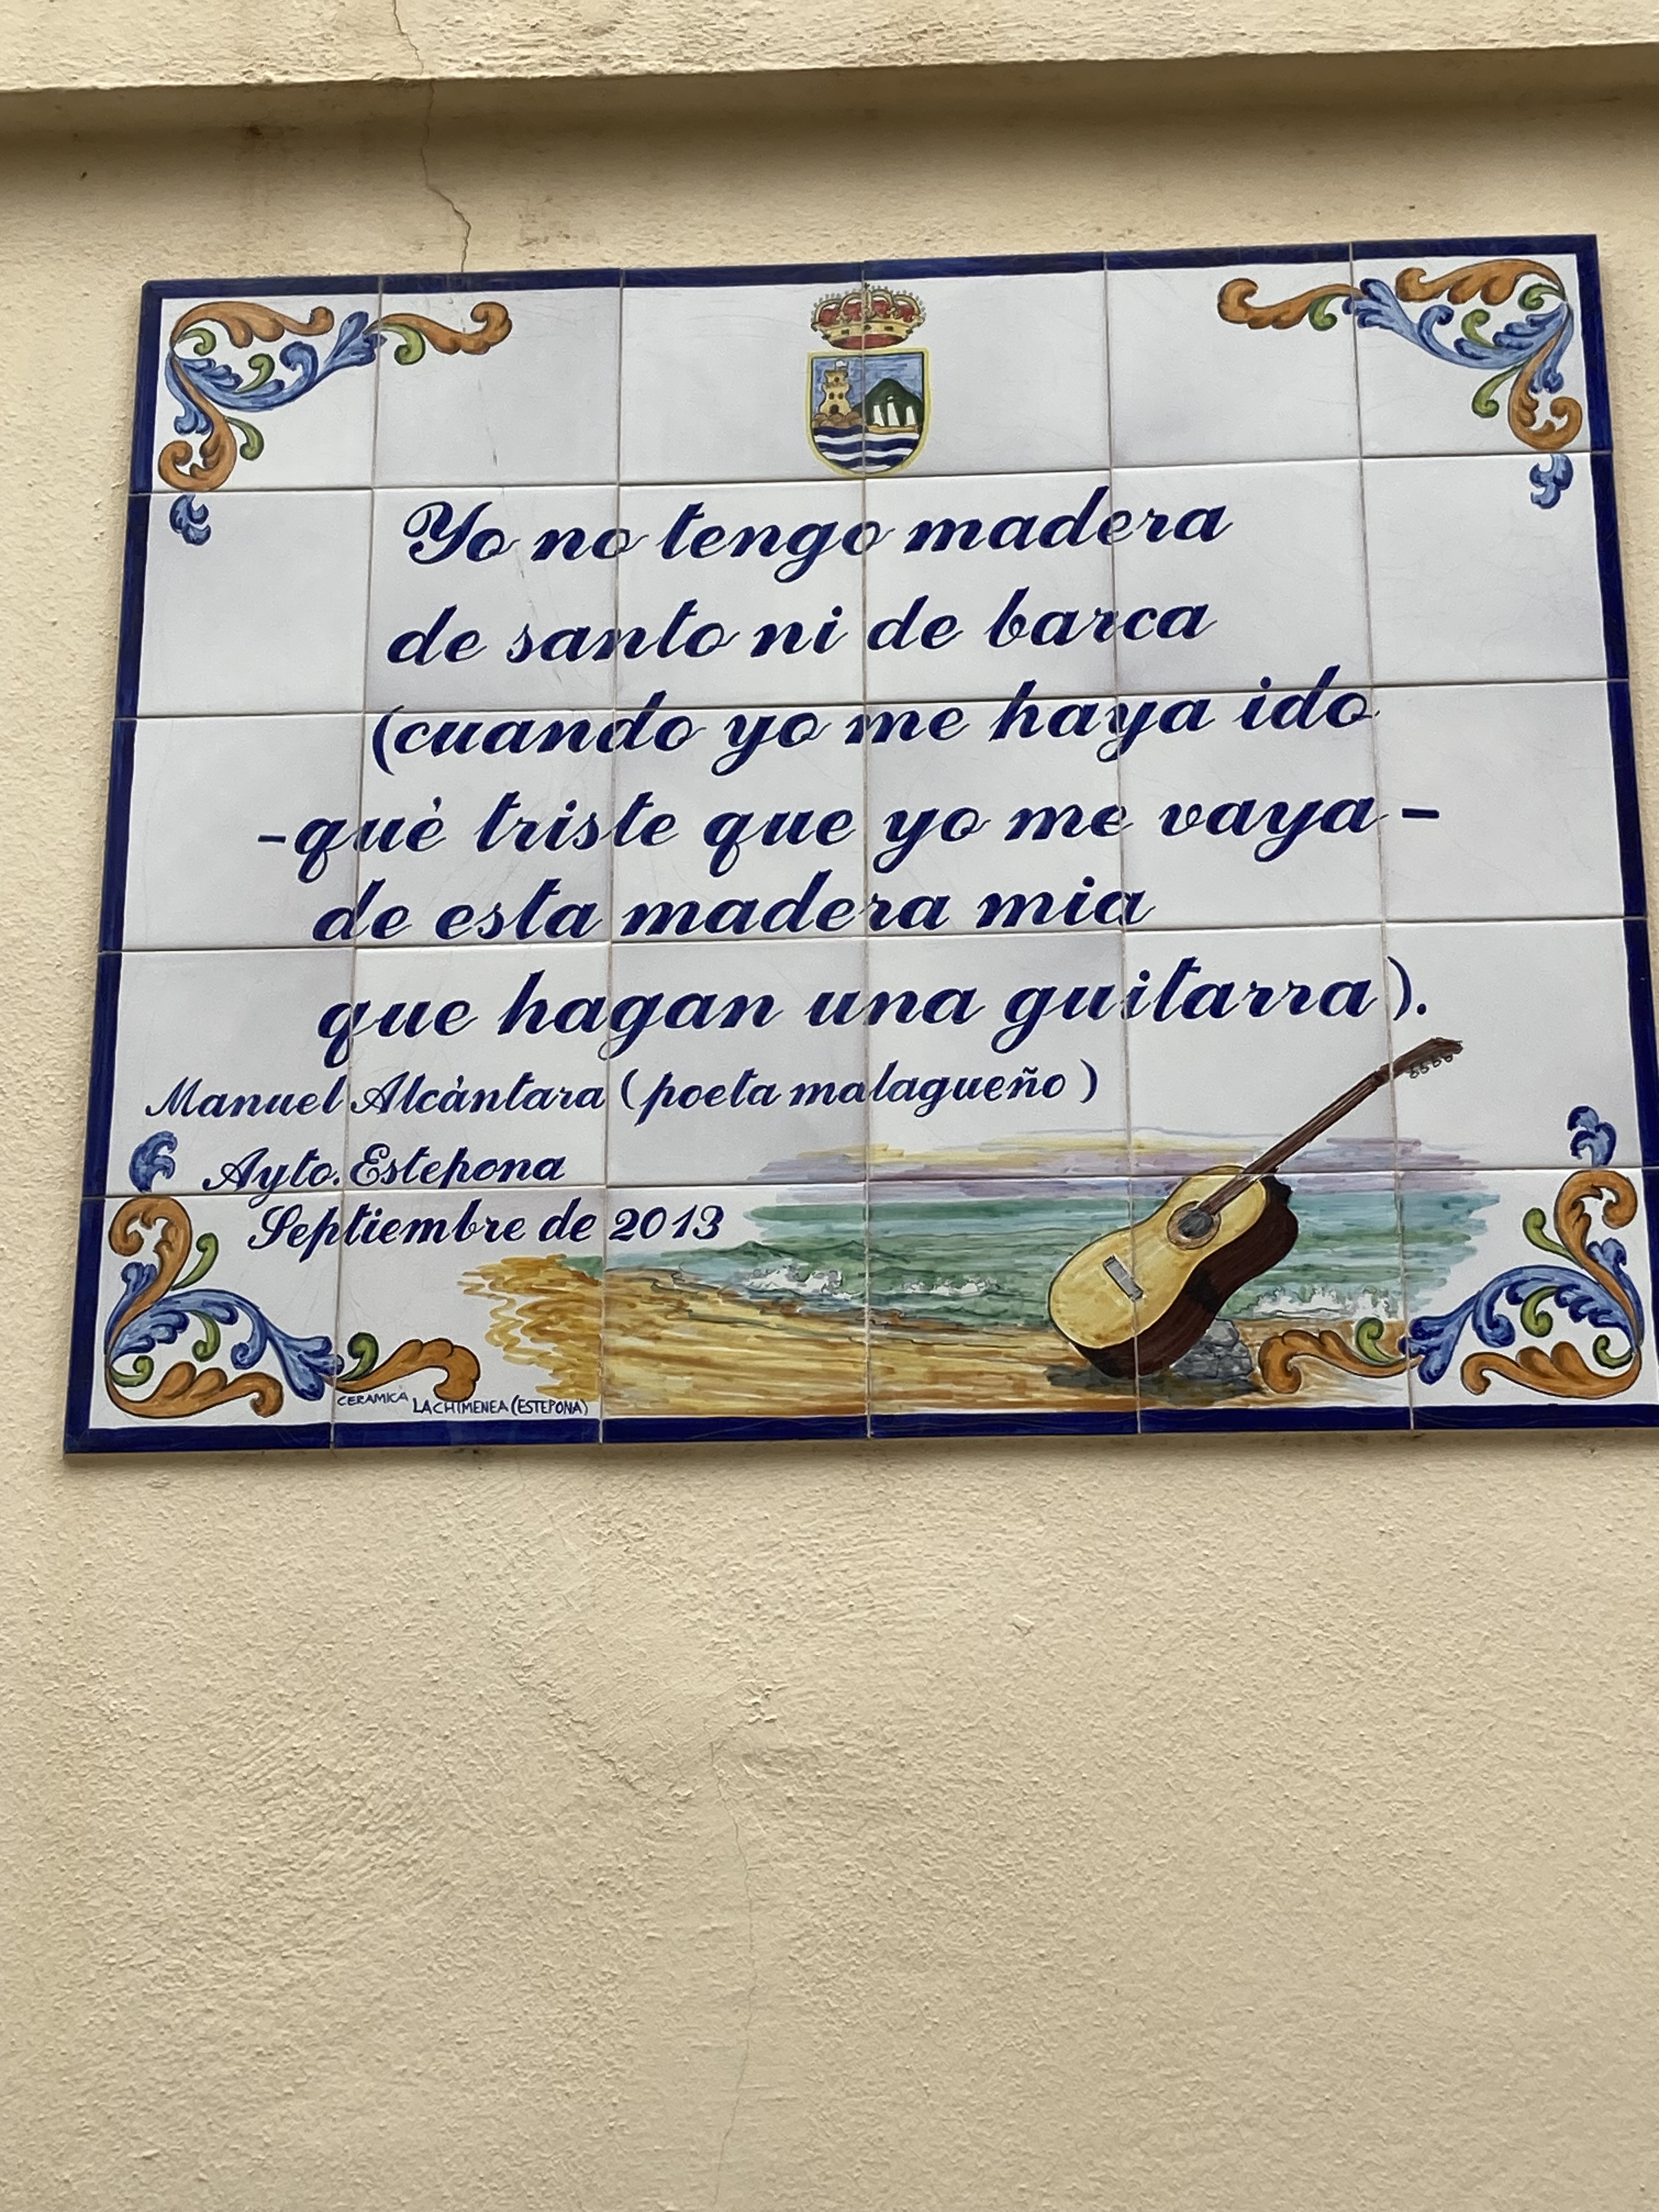 Yo no tengo madera
de santo ni de barca
(cuando yo me haya ido
-qué triste que yo me vaya-
de esta madera mia
que hagan una guitarra).
Manuel Alcántara (poeta malagueño)
Ayto. Estepona
Septiembre de 2013
CERAMICA LA CHIMENEA (ESTEPONA)